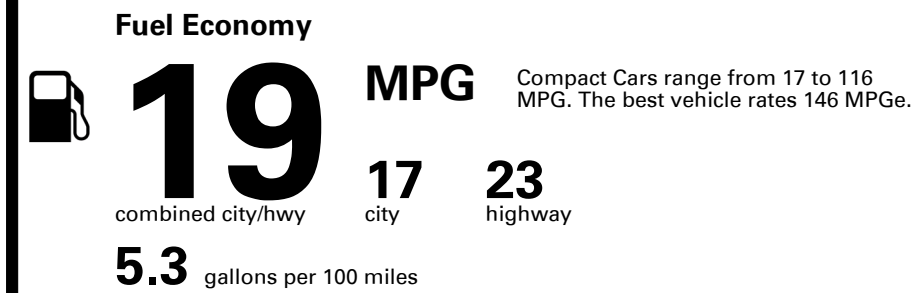 Fuel Economy
19 MPG
Compact Cars range from 17 to 116
MPG. The best vehicle rates 146 MPGe.
17 23
combined city/hwy city highway
5.3 gallons per 100 miles